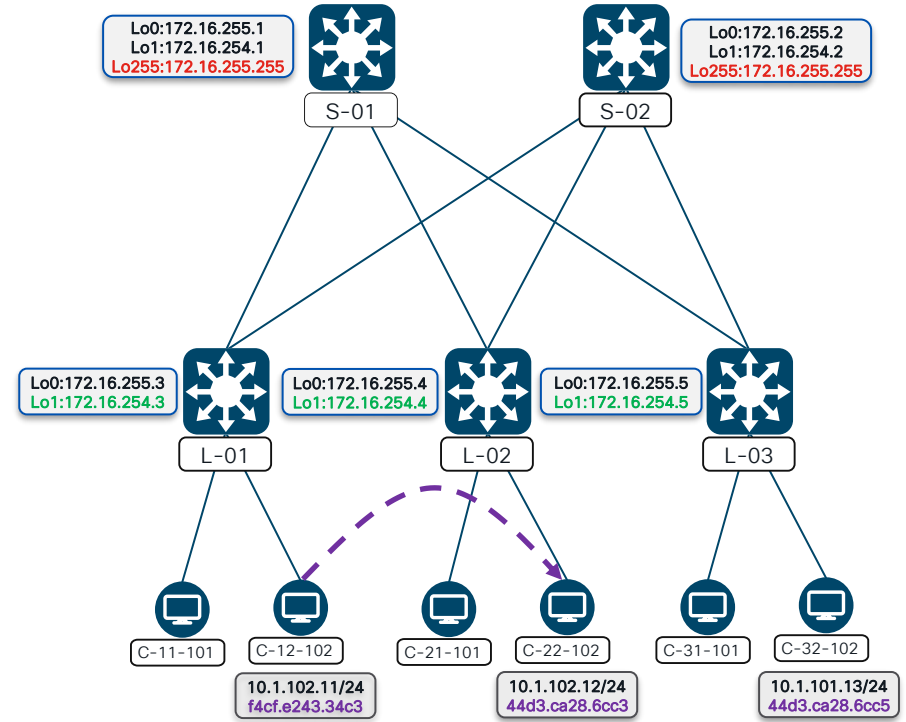 Lo0:172.16.255.1
Lo1:172.16.254.1
Lo255:172.16.255.255
Lo0:172.16.255.2
Lo1:172.16.254.2
Lo255:172.16.255.255
S-01
S-02
Lo0:172.16.255.3
Lo1:172.16.254.3
Lo0:172.16.255.4
Lo1:172.16.254.4
Lo0:172.16.255.5
Lo1:172.16.254.5
L-01
L-02
L-03
C-11-101
C-12-102
C-21-101
C-22-102
C-31-101
C-32-102
10.1.102.11/24
f4cf.e243.34c3
10.1.102.12/24
44d3.ca28.6cc3
10.1.101.13/24
44d3.ca28.6cc5